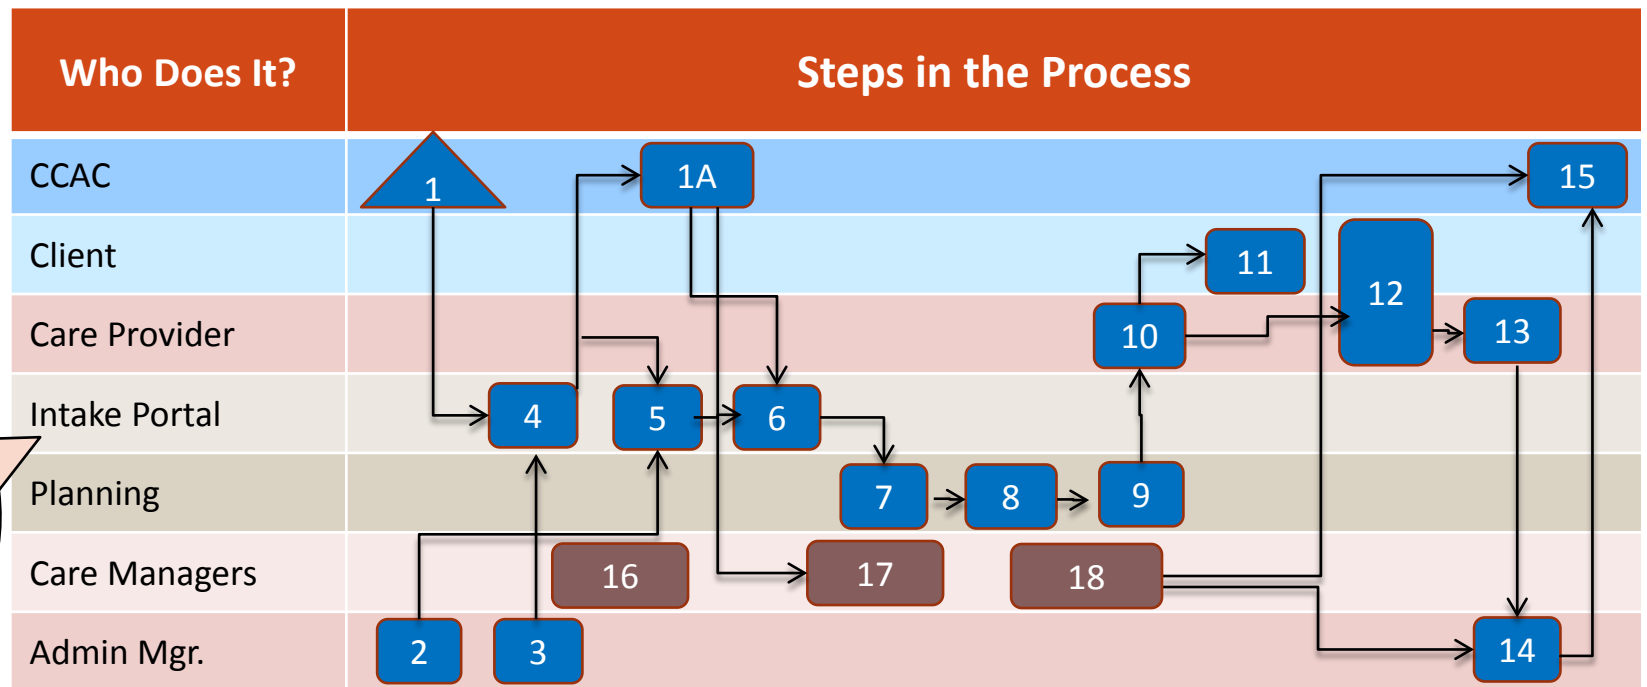 Who Does It?
Steps in the Process
CCAC
1
1A
15
Client
11
12
Care Provider
10
13
Intake Portal
4
5
6
Planning
7
8
9
Care Managers
16
17
18
Admin Mgr.
2
3
14